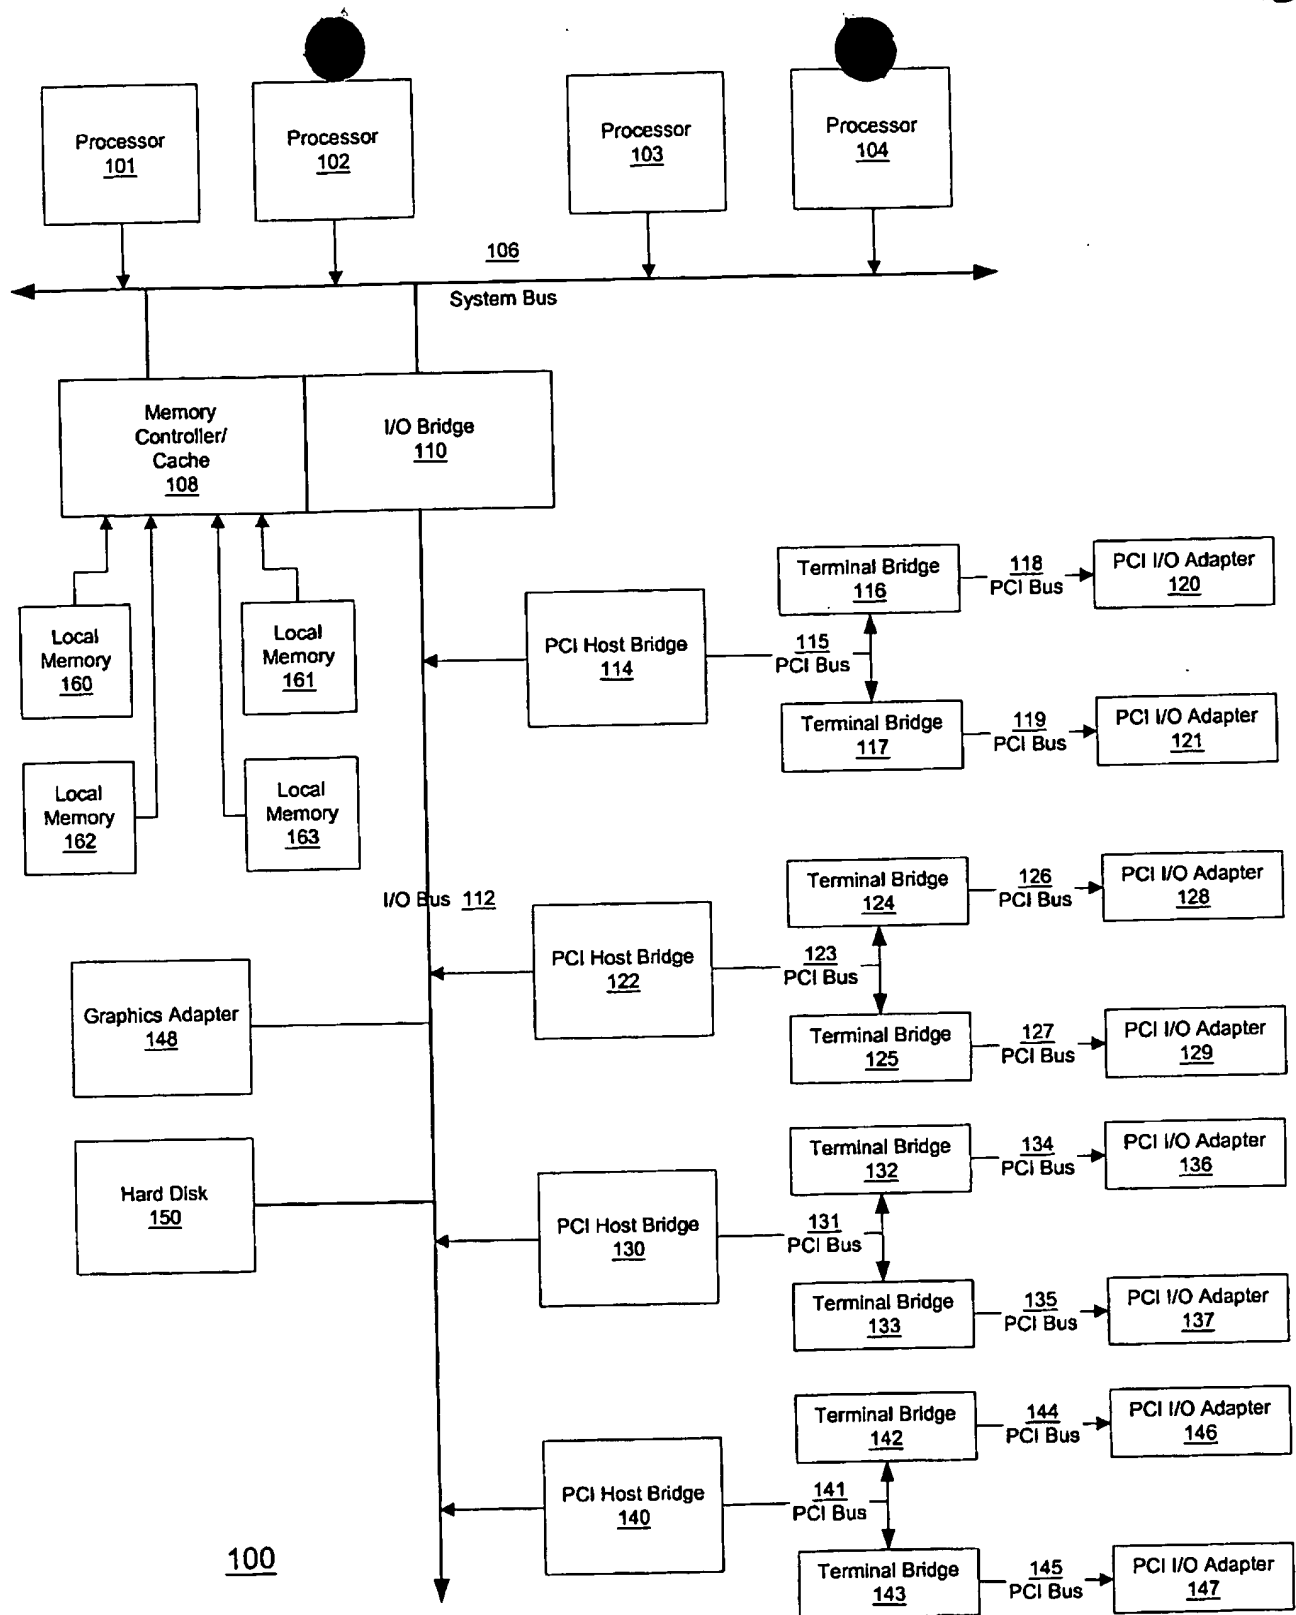 Processor
101
Processor
102
Processor
103
Processor
104
106
System Bus
Memory
Controller/
Cache
108
I/O Bridge
110
Local
Memory
160
Local
Memory
161
Local
Memory
162
Local
Memory
163
I/O Bus 112
Graphics Adapter
148
Hard Disk
150
PCI Host Bridge
114
115
PCI Bus
Terminal Bridge
116
118
PCI Bus
PCI I/O Adapter
120
Terminal Bridge
117
119
PCI Bus
PCI I/O Adapter
121
PCI Host Bridge
122
123
PCI Bus
Terminal Bridge
124
126
PCI Bus
PCI I/O Adapter
128
Terminal Bridge
125
127
PCI Bus
PCI I/O Adapter
129
PCI Host Bridge
130
131
PCI Bus
Terminal Bridge
132
134
PCI Bus
PCI I/O Adapter
136
Terminal Bridge
133
135
PCI Bus
PCI I/O Adapter
137
PCI Host Bridge
140
141
PCI Bus
Terminal Bridge
142
144
PCI Bus
PCI I/O Adapter
146
Terminal Bridge
143
145
PCI Bus
PCI I/O Adapter
147
100